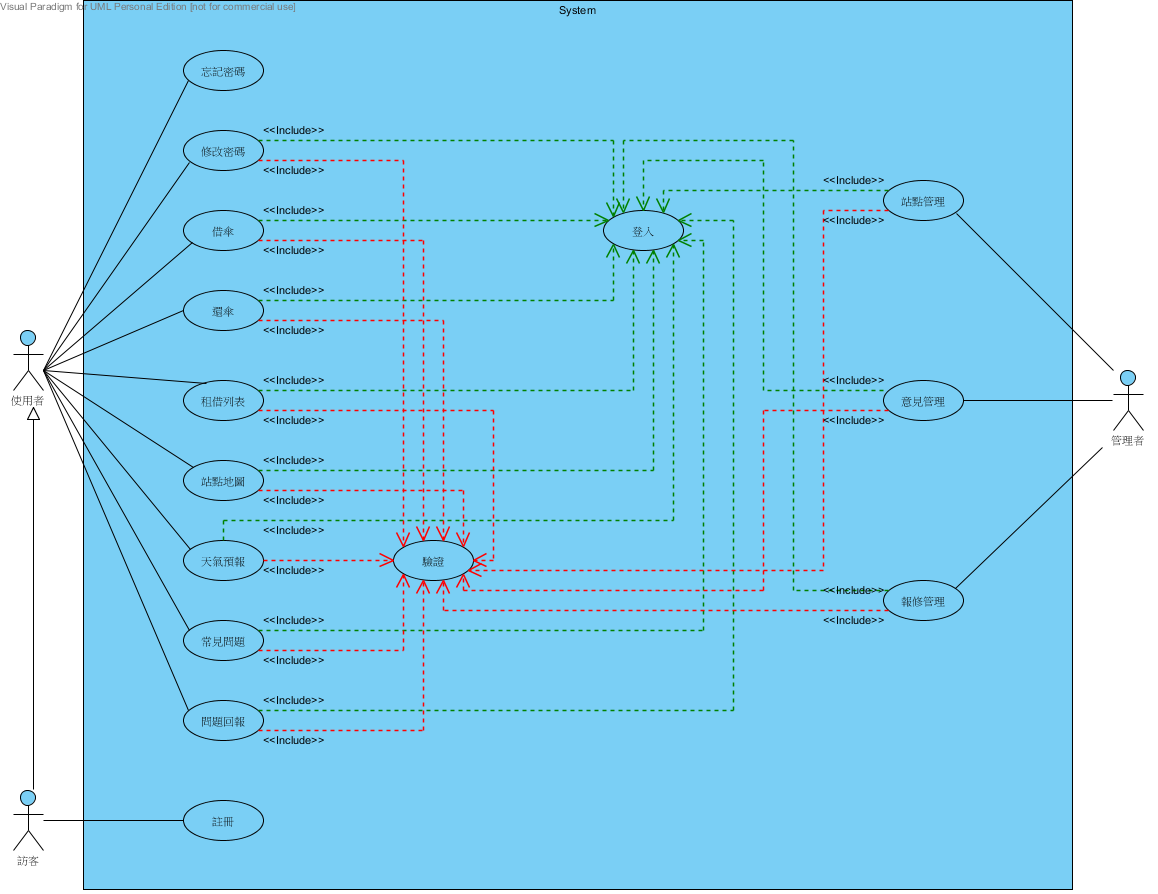 Visual Paradigm for UML Personal Edition [not for commercial use]
System
忘記密碼
<<Include>>
修改密碼
<<Include>>
<<Include>>
站點管理
<<Include>>
<<Include>>
借傘
登入
<<Include>>
<<Include>>
還傘
<<Include>>
<<Include>>
<<Include>>
使用者
租借列表
意見管理
<<Include>>
<<Include>>
管理者
<<Include>>
站點地圖
<<Include>>
<<Include>>
天氣預報
驗證
<<Include>>
<<Include>>
報修管理
<<Include>>
<<Include>>
常見問題
<<Include>>
<<Include>>
問題回報
<<Include>>
註冊
訪客